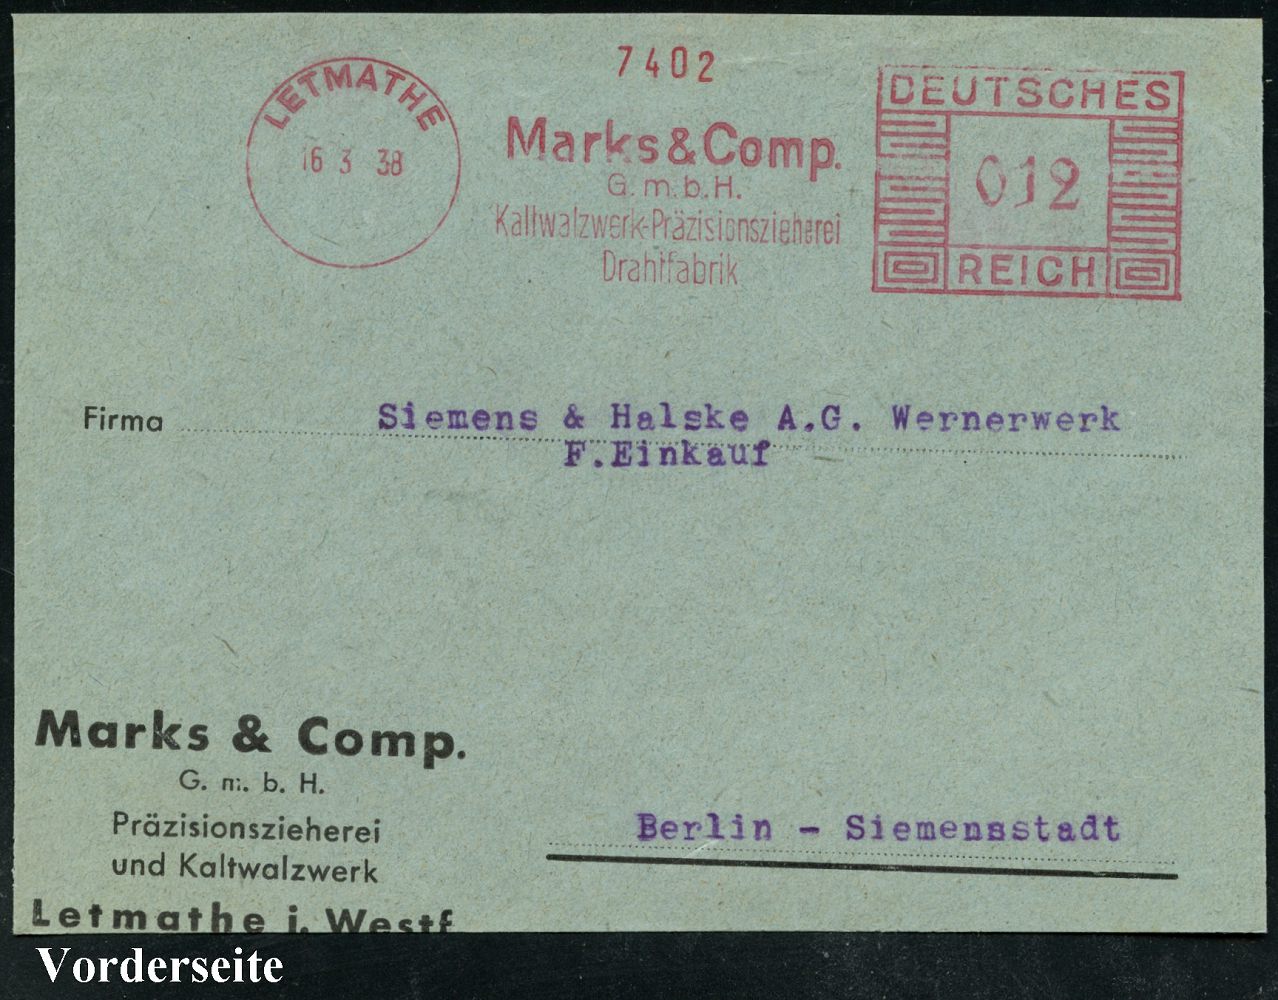 7402
LETMATHE
16 3 38
Marks & Comp.
G.m.b.H.
Kaltwalzwerk-Präzisionszieherei
Drahtfabrik
DEUTSCHES
012
REICH
Firma Siemens & Halske A.G. Wernerwerk
F.Einkauf
Marks & Comp.
G. m. b. H.
Präzisionszieherei
und Kaltwalzwerk
Letmathe i. Westf
Berlin - Siemensstadt
Vorderseite